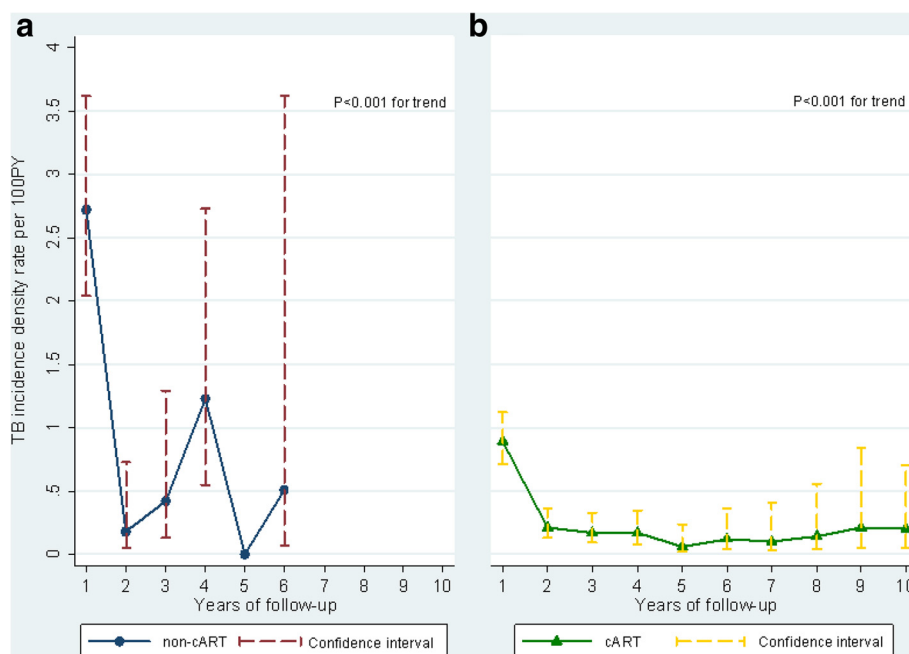 a
b
TB incidence density rate per 100PY
4
3.5
3
2.5
2
1.5
1
.5
0
P<0.001 for trend
P<0.001 for trend
1 2 3 4 5 6 7 8 9 10
1 2 3 4 5 6 7 8 9 10
Years of follow-up
Years of follow-up
non-cART Confidence interval
cART Confidence interval